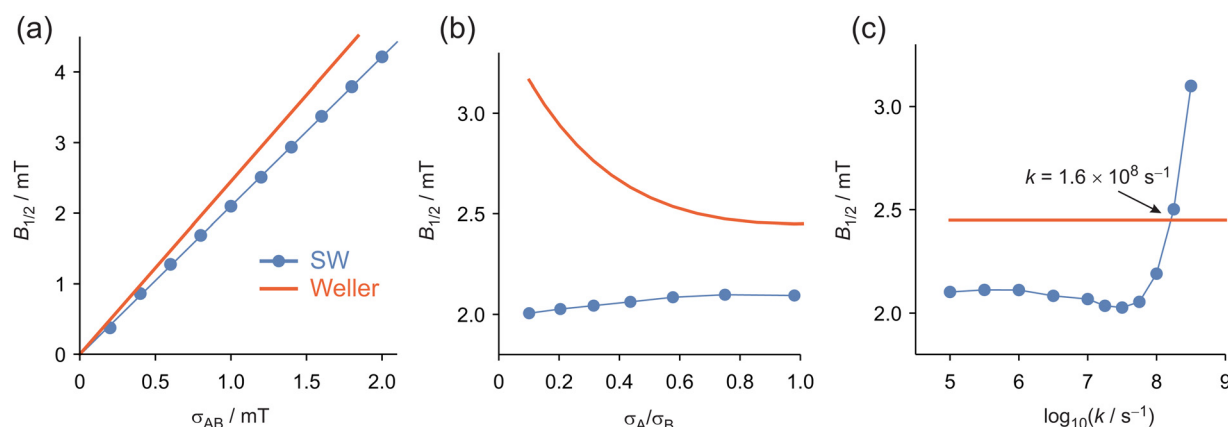 (a)
B1/2 / mT
4
3
2
1
0
0
0.5
1.0
1.5
2.0
σAB / mT
SW
Weller
(b)
B1/2 / mT
3.0
2.5
2.0
0
0.2
0.4
0.6
0.8
1.0
σA/σB
(c)
B1/2 / mT
3.0
2.5
2.0
k = 1.6 × 10⁸ s⁻¹
5
6
7
8
9
log₁₀(k / s⁻¹)